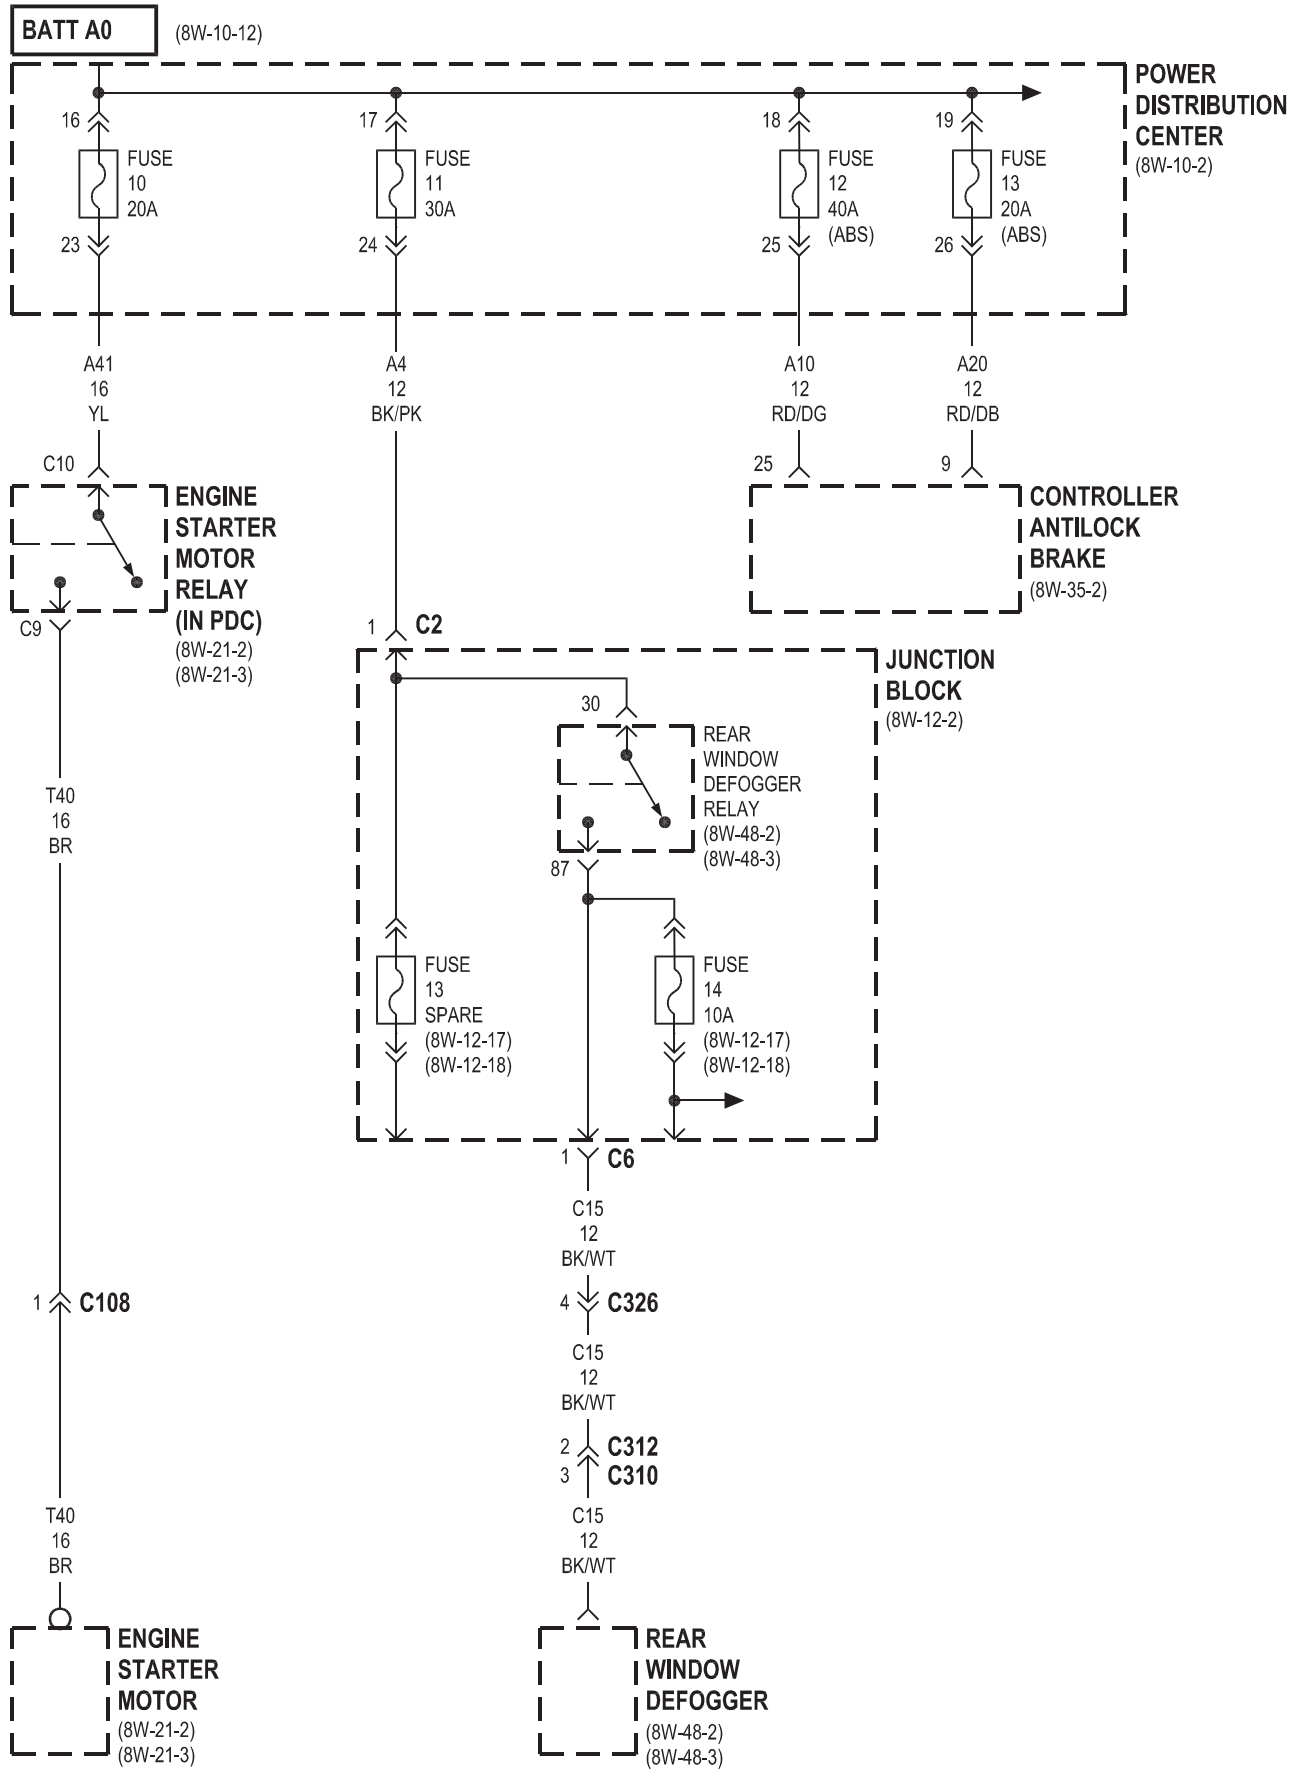 BATT A0 (8W-10-12)
POWER
DISTRIBUTION
CENTER
(8W-10-2)
16
FUSE
10
20A
23
17
FUSE
11
30A
24
18
FUSE
12
40A
(ABS)
25
19
FUSE
13
20A
(ABS)
26
A41
16
YL
A4
12
BK/PK
A10
12
RD/DG
A20
12
RD/DB
C10
ENGINE
STARTER
MOTOR
RELAY
(IN PDC)
(8W-21-2)
(8W-21-3)
C9
25
9
CONTROLLER
ANTILOCK
BRAKE
(8W-35-2)
1 C2
JUNCTION
BLOCK
(8W-12-2)
30
REAR
WINDOW
DEFOGGER
RELAY
(8W-48-2)
(8W-48-3)
87
T40
16
BR
FUSE
13
SPARE
(8W-12-17)
(8W-12-18)
FUSE
14
10A
(8W-12-17)
(8W-12-18)
1 C6
C15
12
BK/WT
1 C108
4 C326
C15
12
BK/WT
2 C312
3 C310
T40
16
BR
C15
12
BK/WT
ENGINE
STARTER
MOTOR
(8W-21-2)
(8W-21-3)
REAR
WINDOW
DEFOGGER
(8W-48-2)
(8W-48-3)